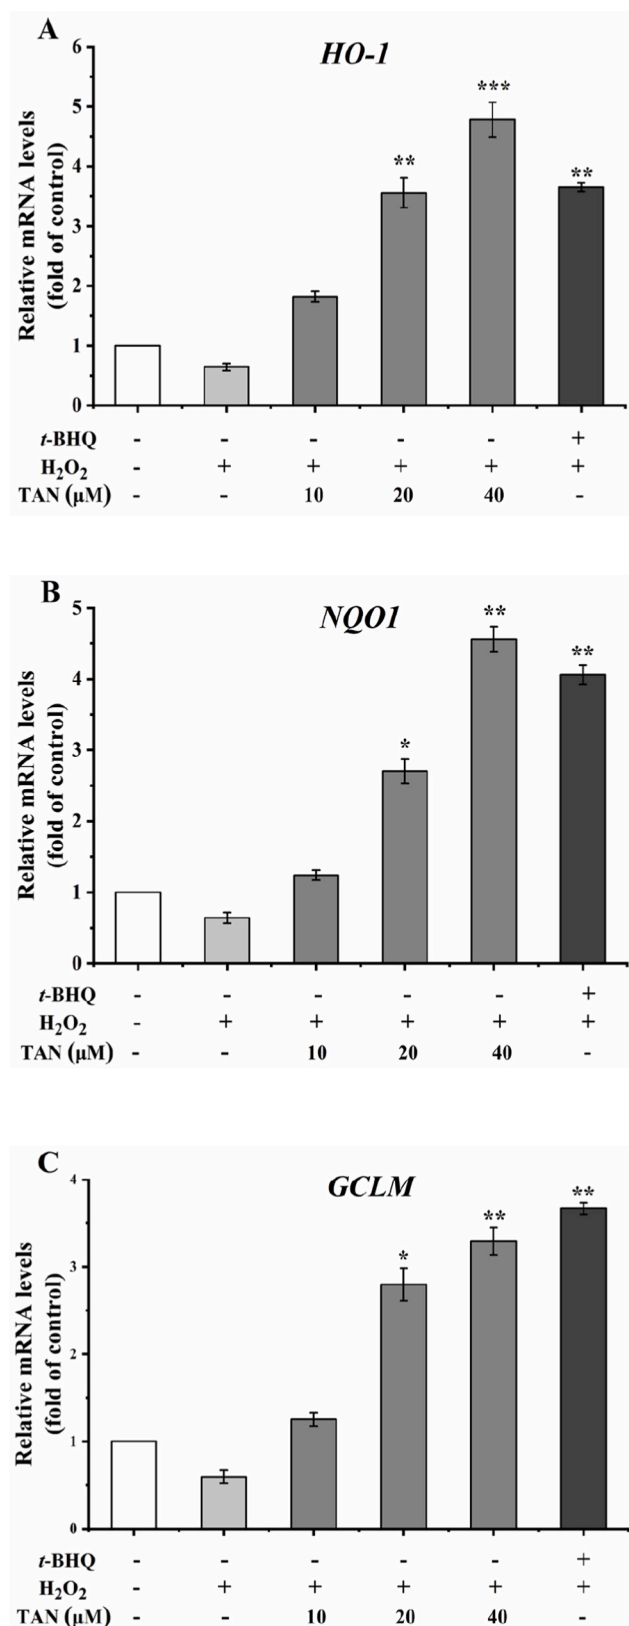 A
HO-1
***
**
**
6
5
4
3
2
1
0
Relative mRNA levels
(fold of control)
t-BHQ - - - - - +
H₂O₂ - + + + + +
TAN (μM) - - 10 20 40 -
B
NQO1
**
**
*
5
4
3
2
1
0
Relative mRNA levels
(fold of control)
t-BHQ - - - - - +
H₂O₂ - + + + + +
TAN (μM) - - 10 20 40 -
C
GCLM
**
**
*
4
3
2
1
0
Relative mRNA levels
(fold of control)
t-BHQ - - - - - +
H₂O₂ - + + + + +
TAN (μM) - - 10 20 40 -